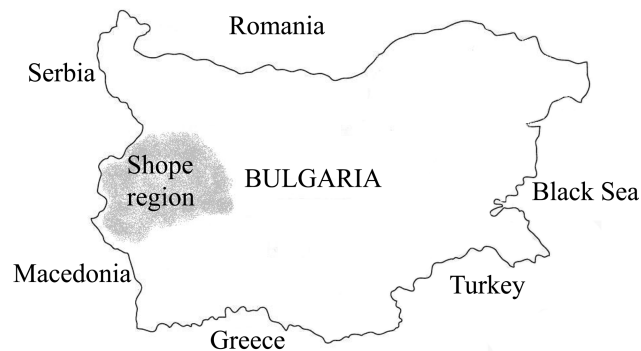 Romania
Serbia
Shope
region
BULGARIA
Black Sea
Macedonia
Turkey
Greece